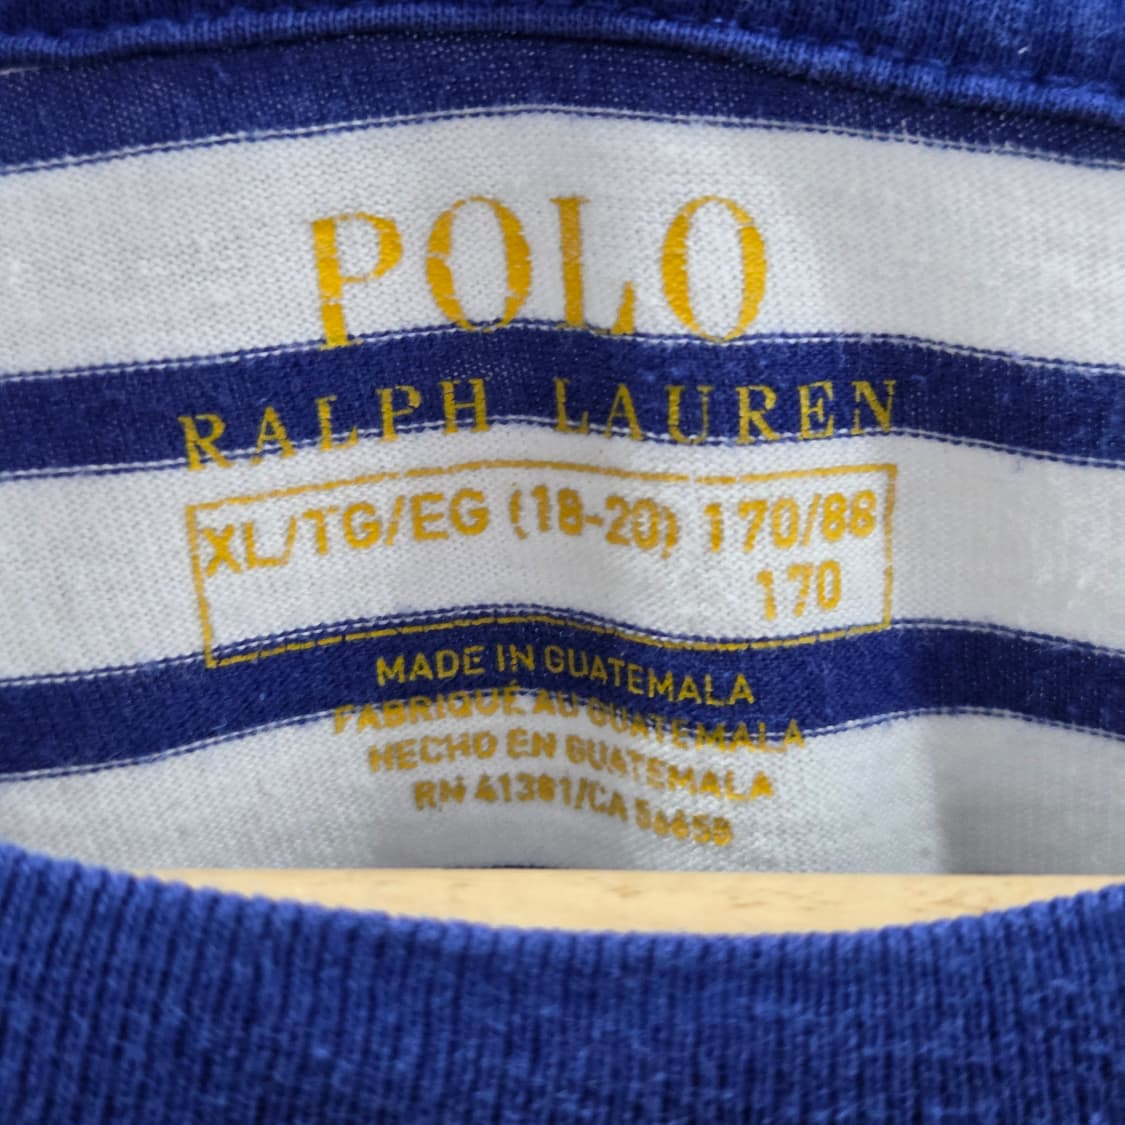 POLO
RALPH LAUREN
XL/TG/EG (18-20) 170/88
170
MADE IN GUATEMALA
FABRIQUÉ AU GUATEMALA
HECHO EN GUATEMALA
RN 41381/CA